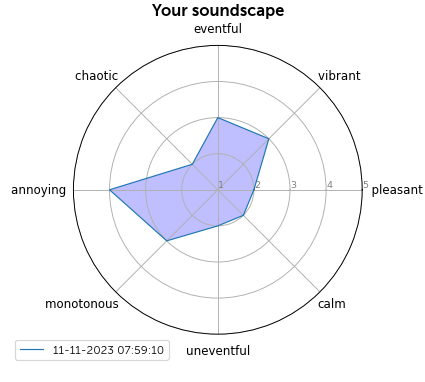 Your soundscape
eventful
chaotic
vibrant
annoying
1 2 3 4 5
pleasant
monotonous
calm
uneventful
11-11-2023 07:59:10